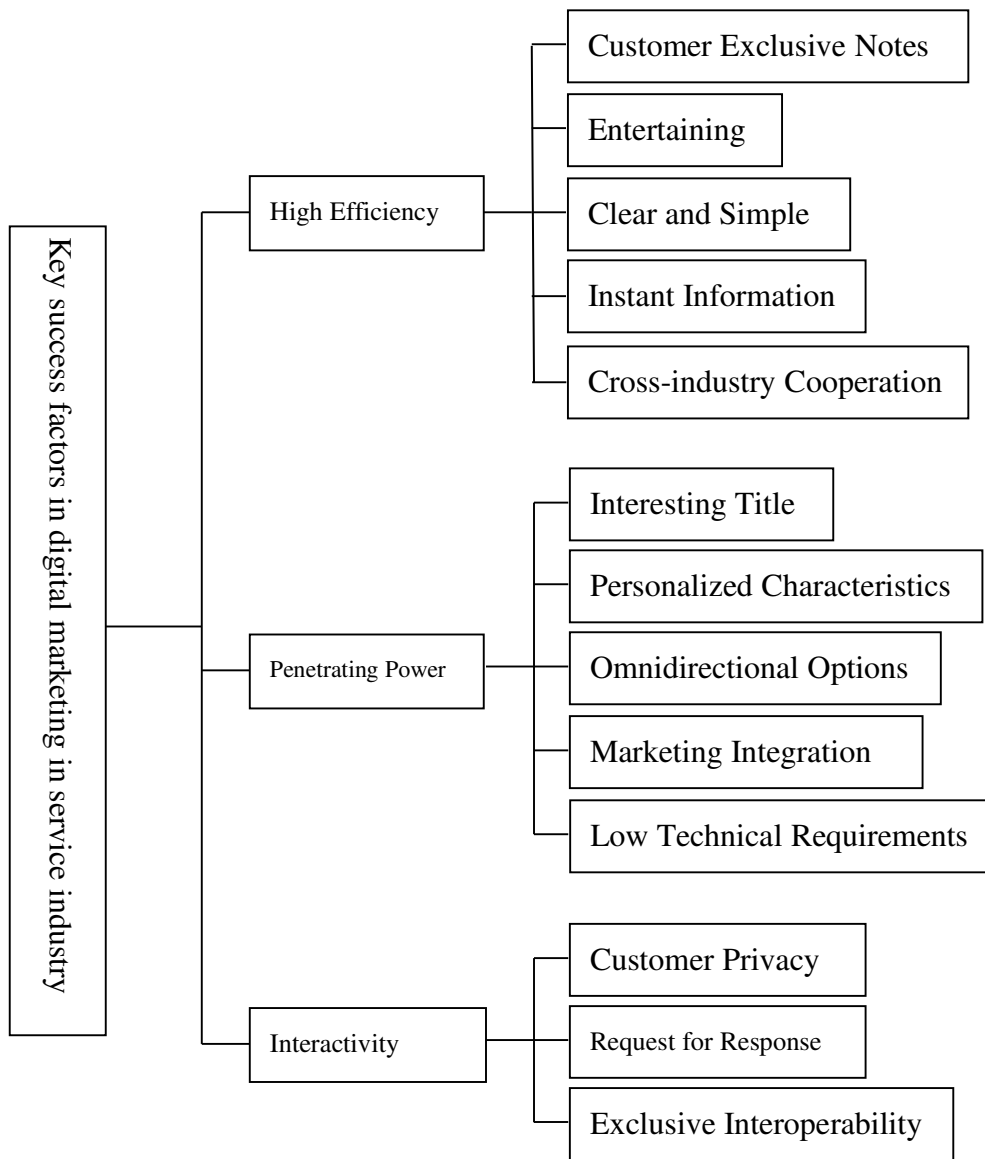 Key success factors in digital marketing in service industry
High Efficiency
Customer Exclusive Notes
Entertaining
Clear and Simple
Instant Information
Cross-industry Cooperation
Penetrating Power
Interesting Title
Personalized Characteristics
Omnidirectional Options
Marketing Integration
Low Technical Requirements
Interactivity
Customer Privacy
Request for Response
Exclusive Interoperability